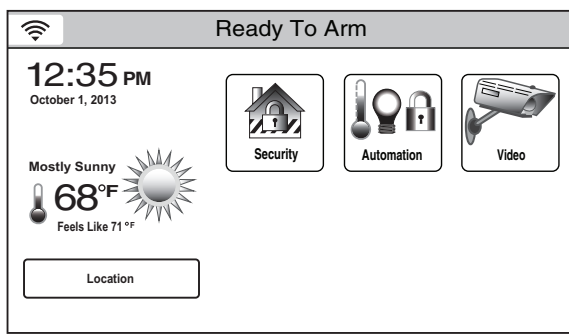 Ready To Arm
12:35 PM
October 1, 2013
Mostly Sunny
68°F
Feels Like 71 °F
Location
Security
Automation
Video